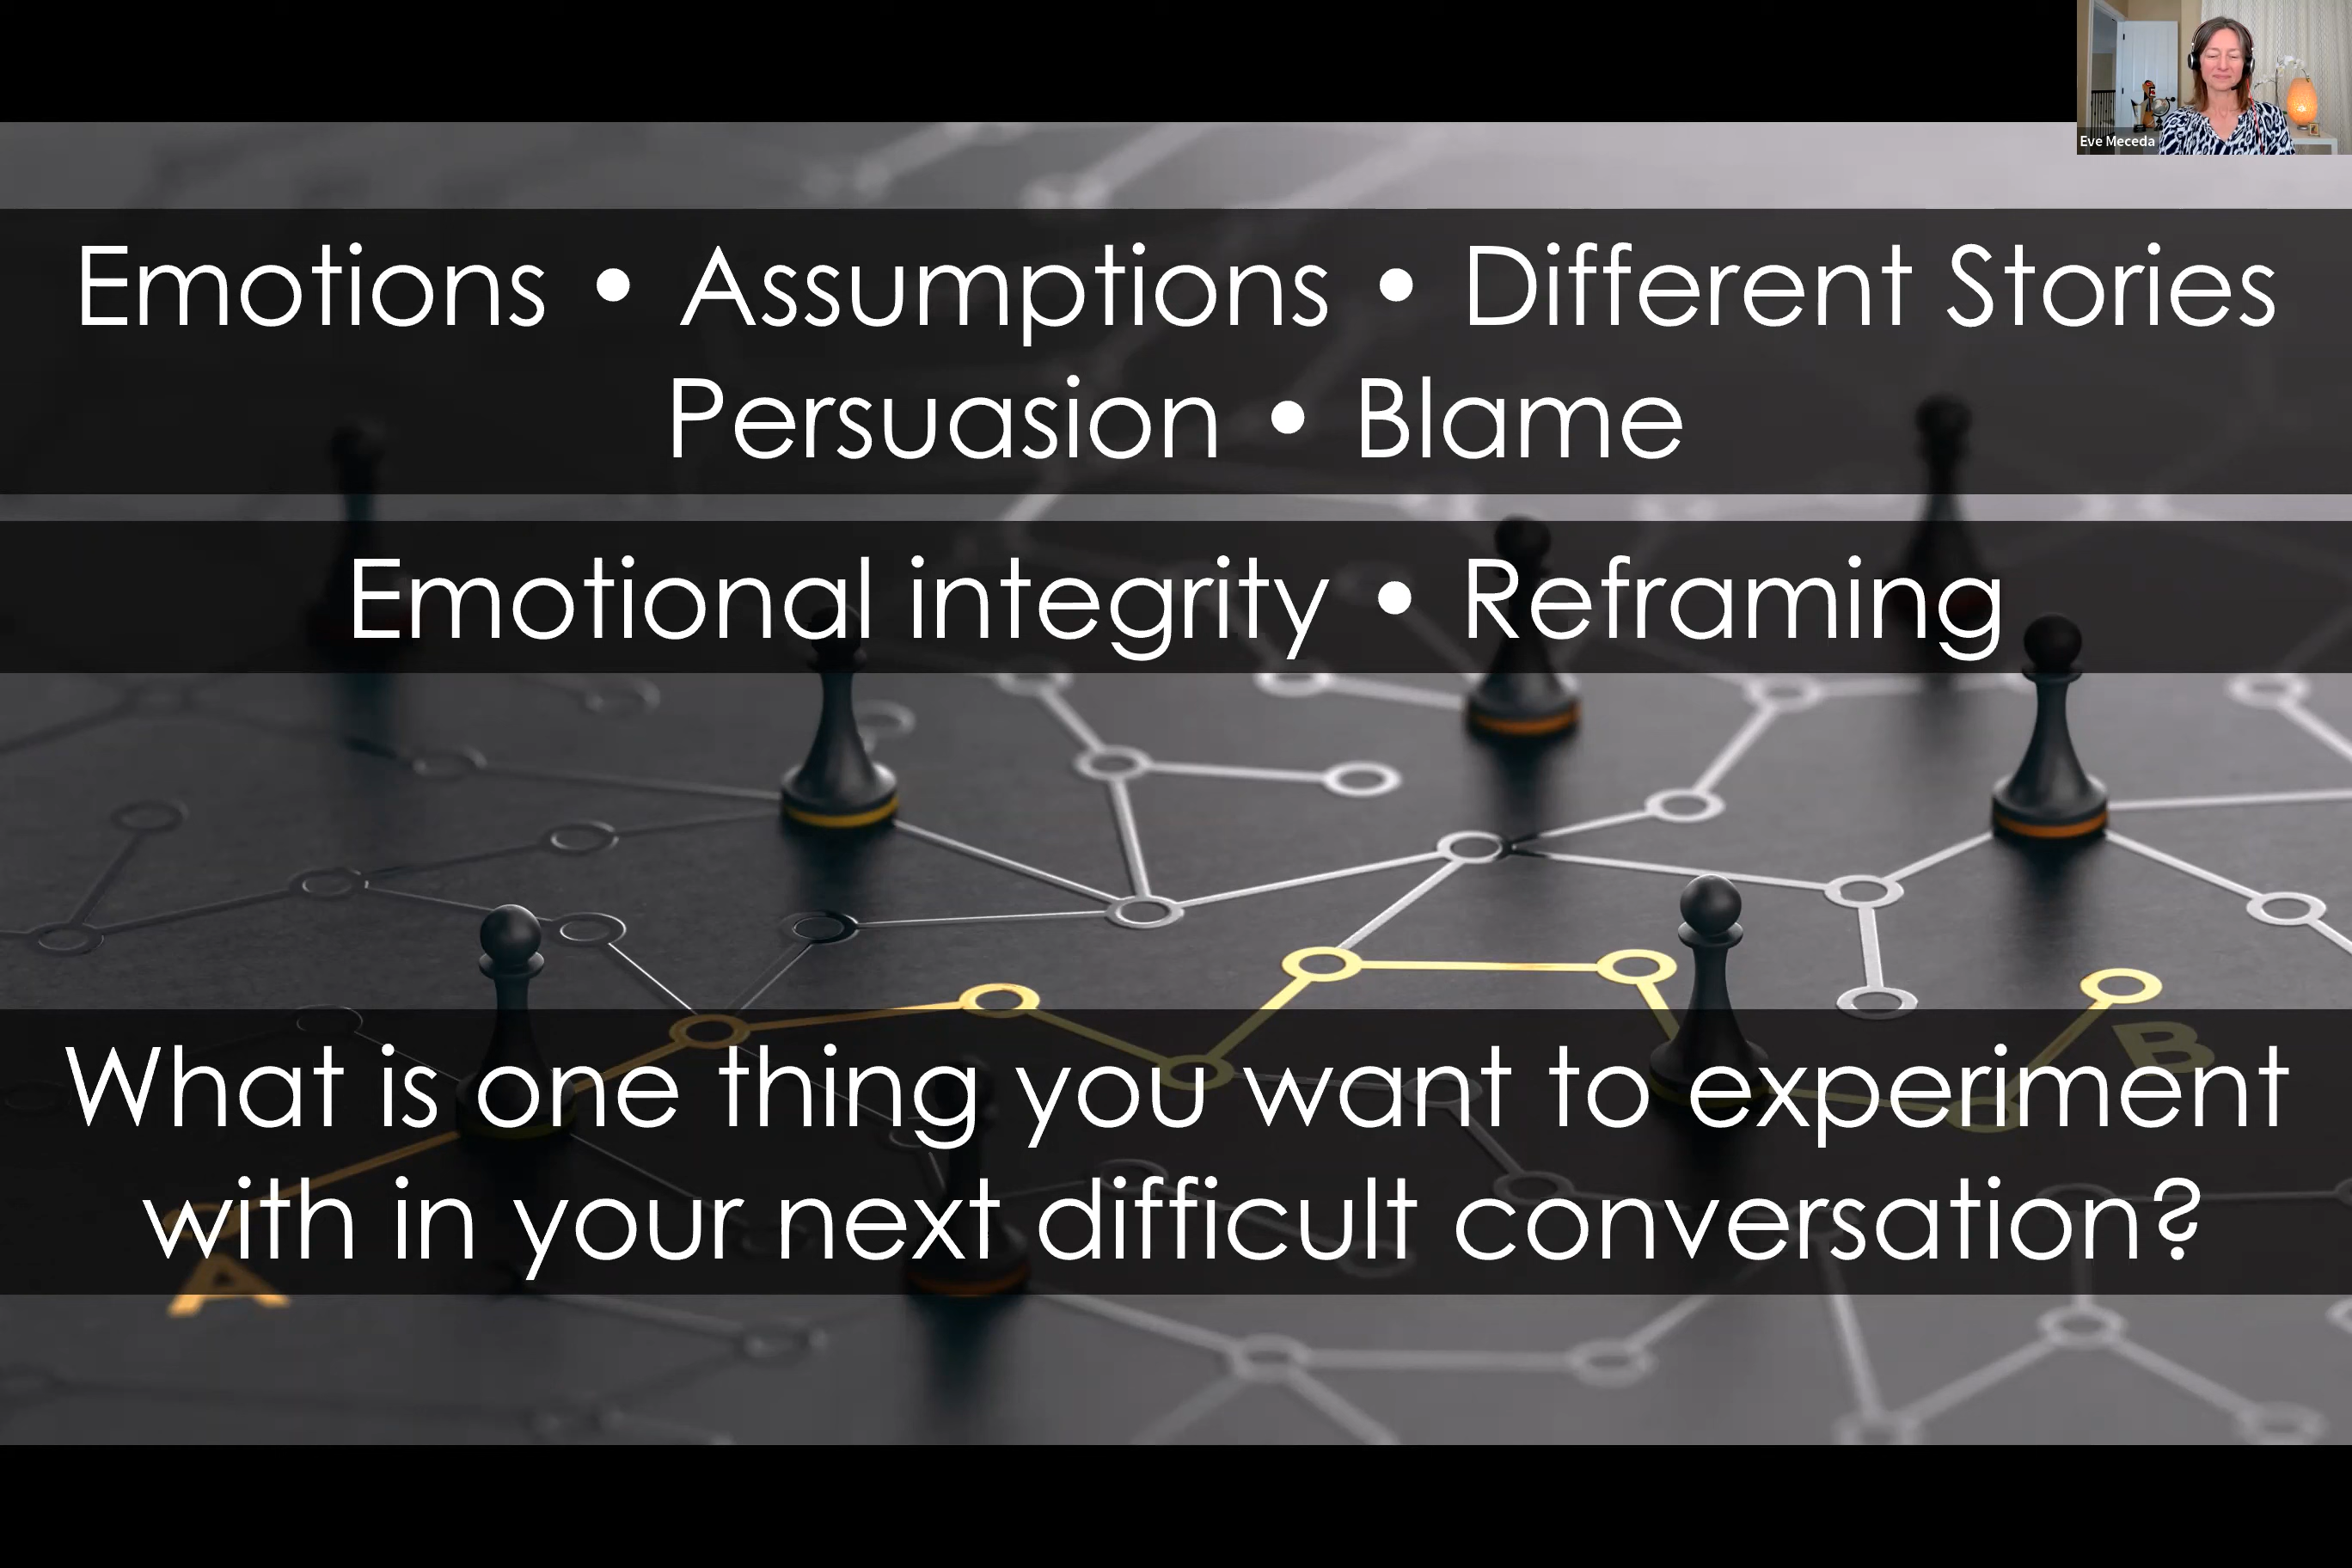 Eve Meceda
Emotions • Assumptions • Different Stories
Persuasion • Blame
Emotional integrity • Reframing
What is one thing you want to experiment
with in your next difficult conversation?
A
B